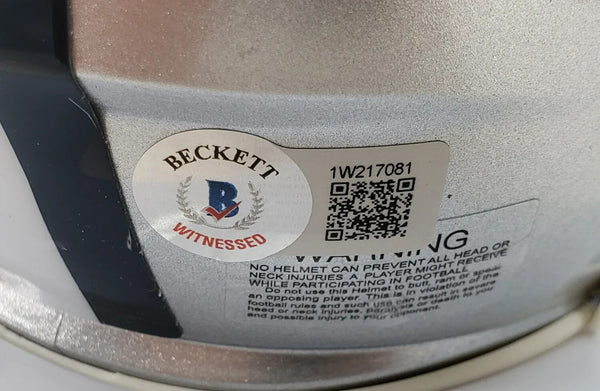 BECKETT
B
WITNESSED
1W217081
WARNING
NO HELMET CAN PREVENT ALL HEAD OR
NECK INJURIES A PLAYER MIGHT RECEIVE
WHILE PARTICIPATING IN FOOTBALL.
Do not use this Helmet to butt, ram or spear
an opposing player. This is in violation of the
football rules and such use can result in severe
head or neck injuries, paralysis or death to you
and possible injury to your opponent.